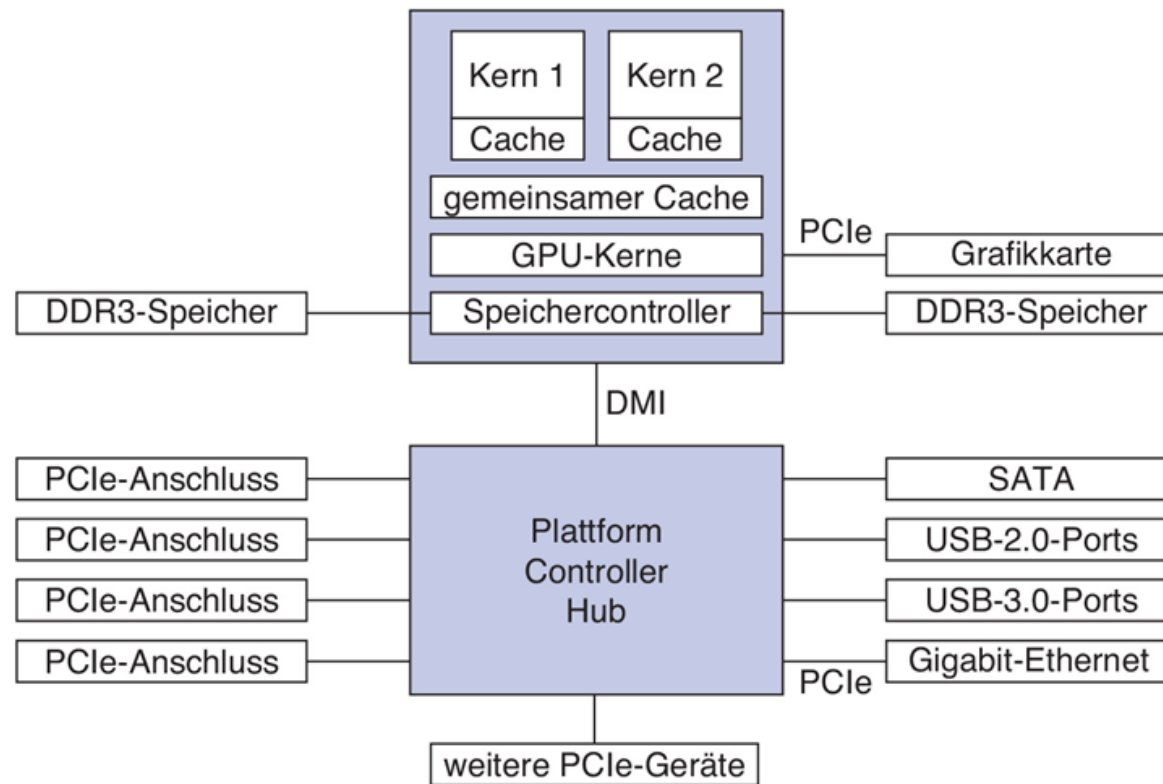 Kern 1
Kern 2
Cache
Cache
gemeinsamer Cache
GPU-Kerne
PCIe
Grafikkarte
DDR3-Speicher
Speichercontroller
DDR3-Speicher
DMI
PCIe-Anschluss
PCIe-Anschluss
PCIe-Anschluss
PCIe-Anschluss
Plattform
Controller
Hub
SATA
USB-2.0-Ports
USB-3.0-Ports
Gigabit-Ethernet
PCIe
weitere PCIe-Geräte